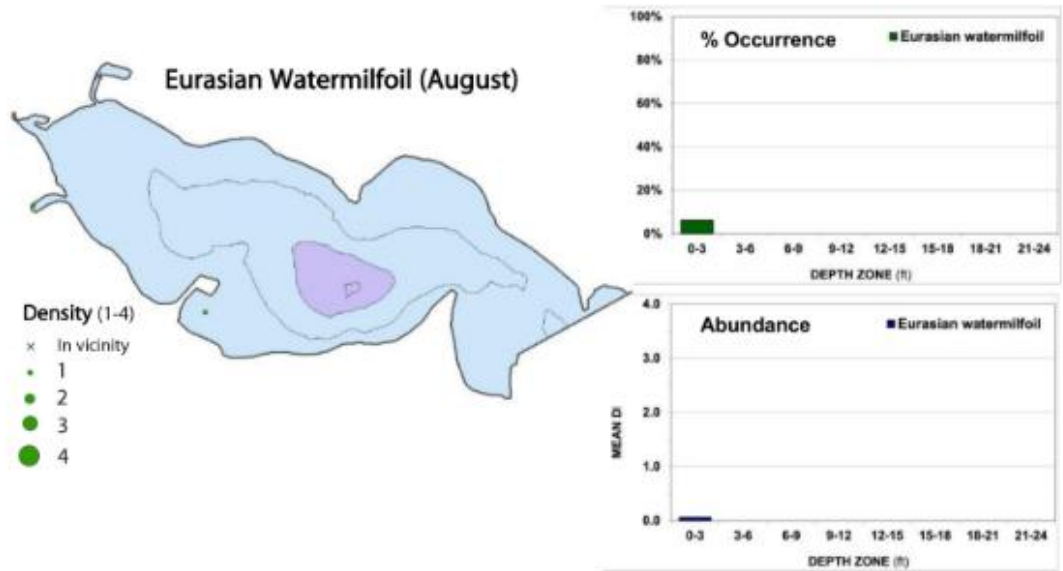 Eurasian Watermilfoil (August)
Density (1-4)
× In vicinity
1
2
3
4
% Occurrence
Eurasian watermilfoil
100%
80%
60%
40%
20%
0%
0-3 3-6 6-9 9-12 12-15 15-18 18-21 21-24
DEPTH ZONE (ft)
Abundance
Eurasian watermilfoil
MEAN DI
4.0
3.0
2.0
1.0
0.0
0-3 3-6 6-9 9-12 12-15 15-18 18-21 21-24
DEPTH ZONE (ft)